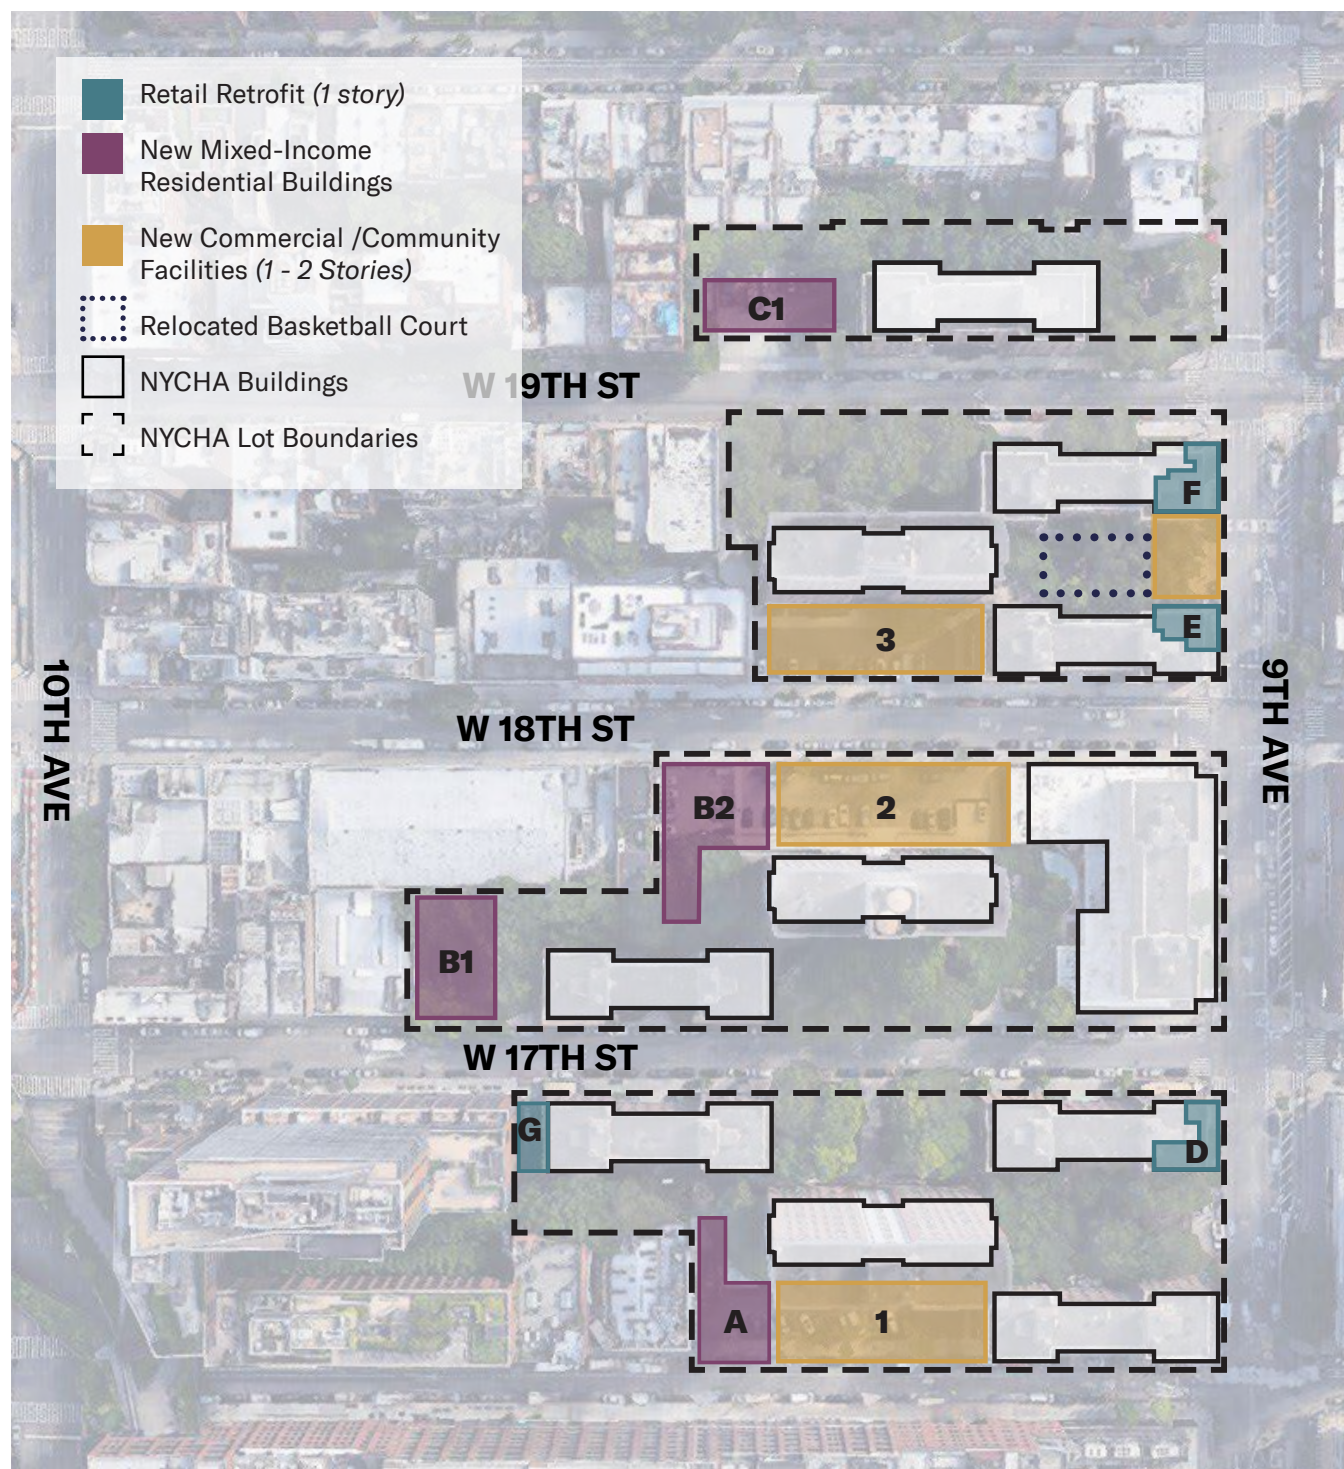 Retail Retrofit (1 story)
New Mixed-Income
Residential Buildings
New Commercial /Community
Facilities (1 - 2 Stories)
Relocated Basketball Court
NYCHA Buildings
NYCHA Lot Boundaries
C1
W 19TH ST
F
E
3
10TH AVE
9TH AVE
W 18TH ST
B2
2
B1
W 17TH ST
G
D
A
1